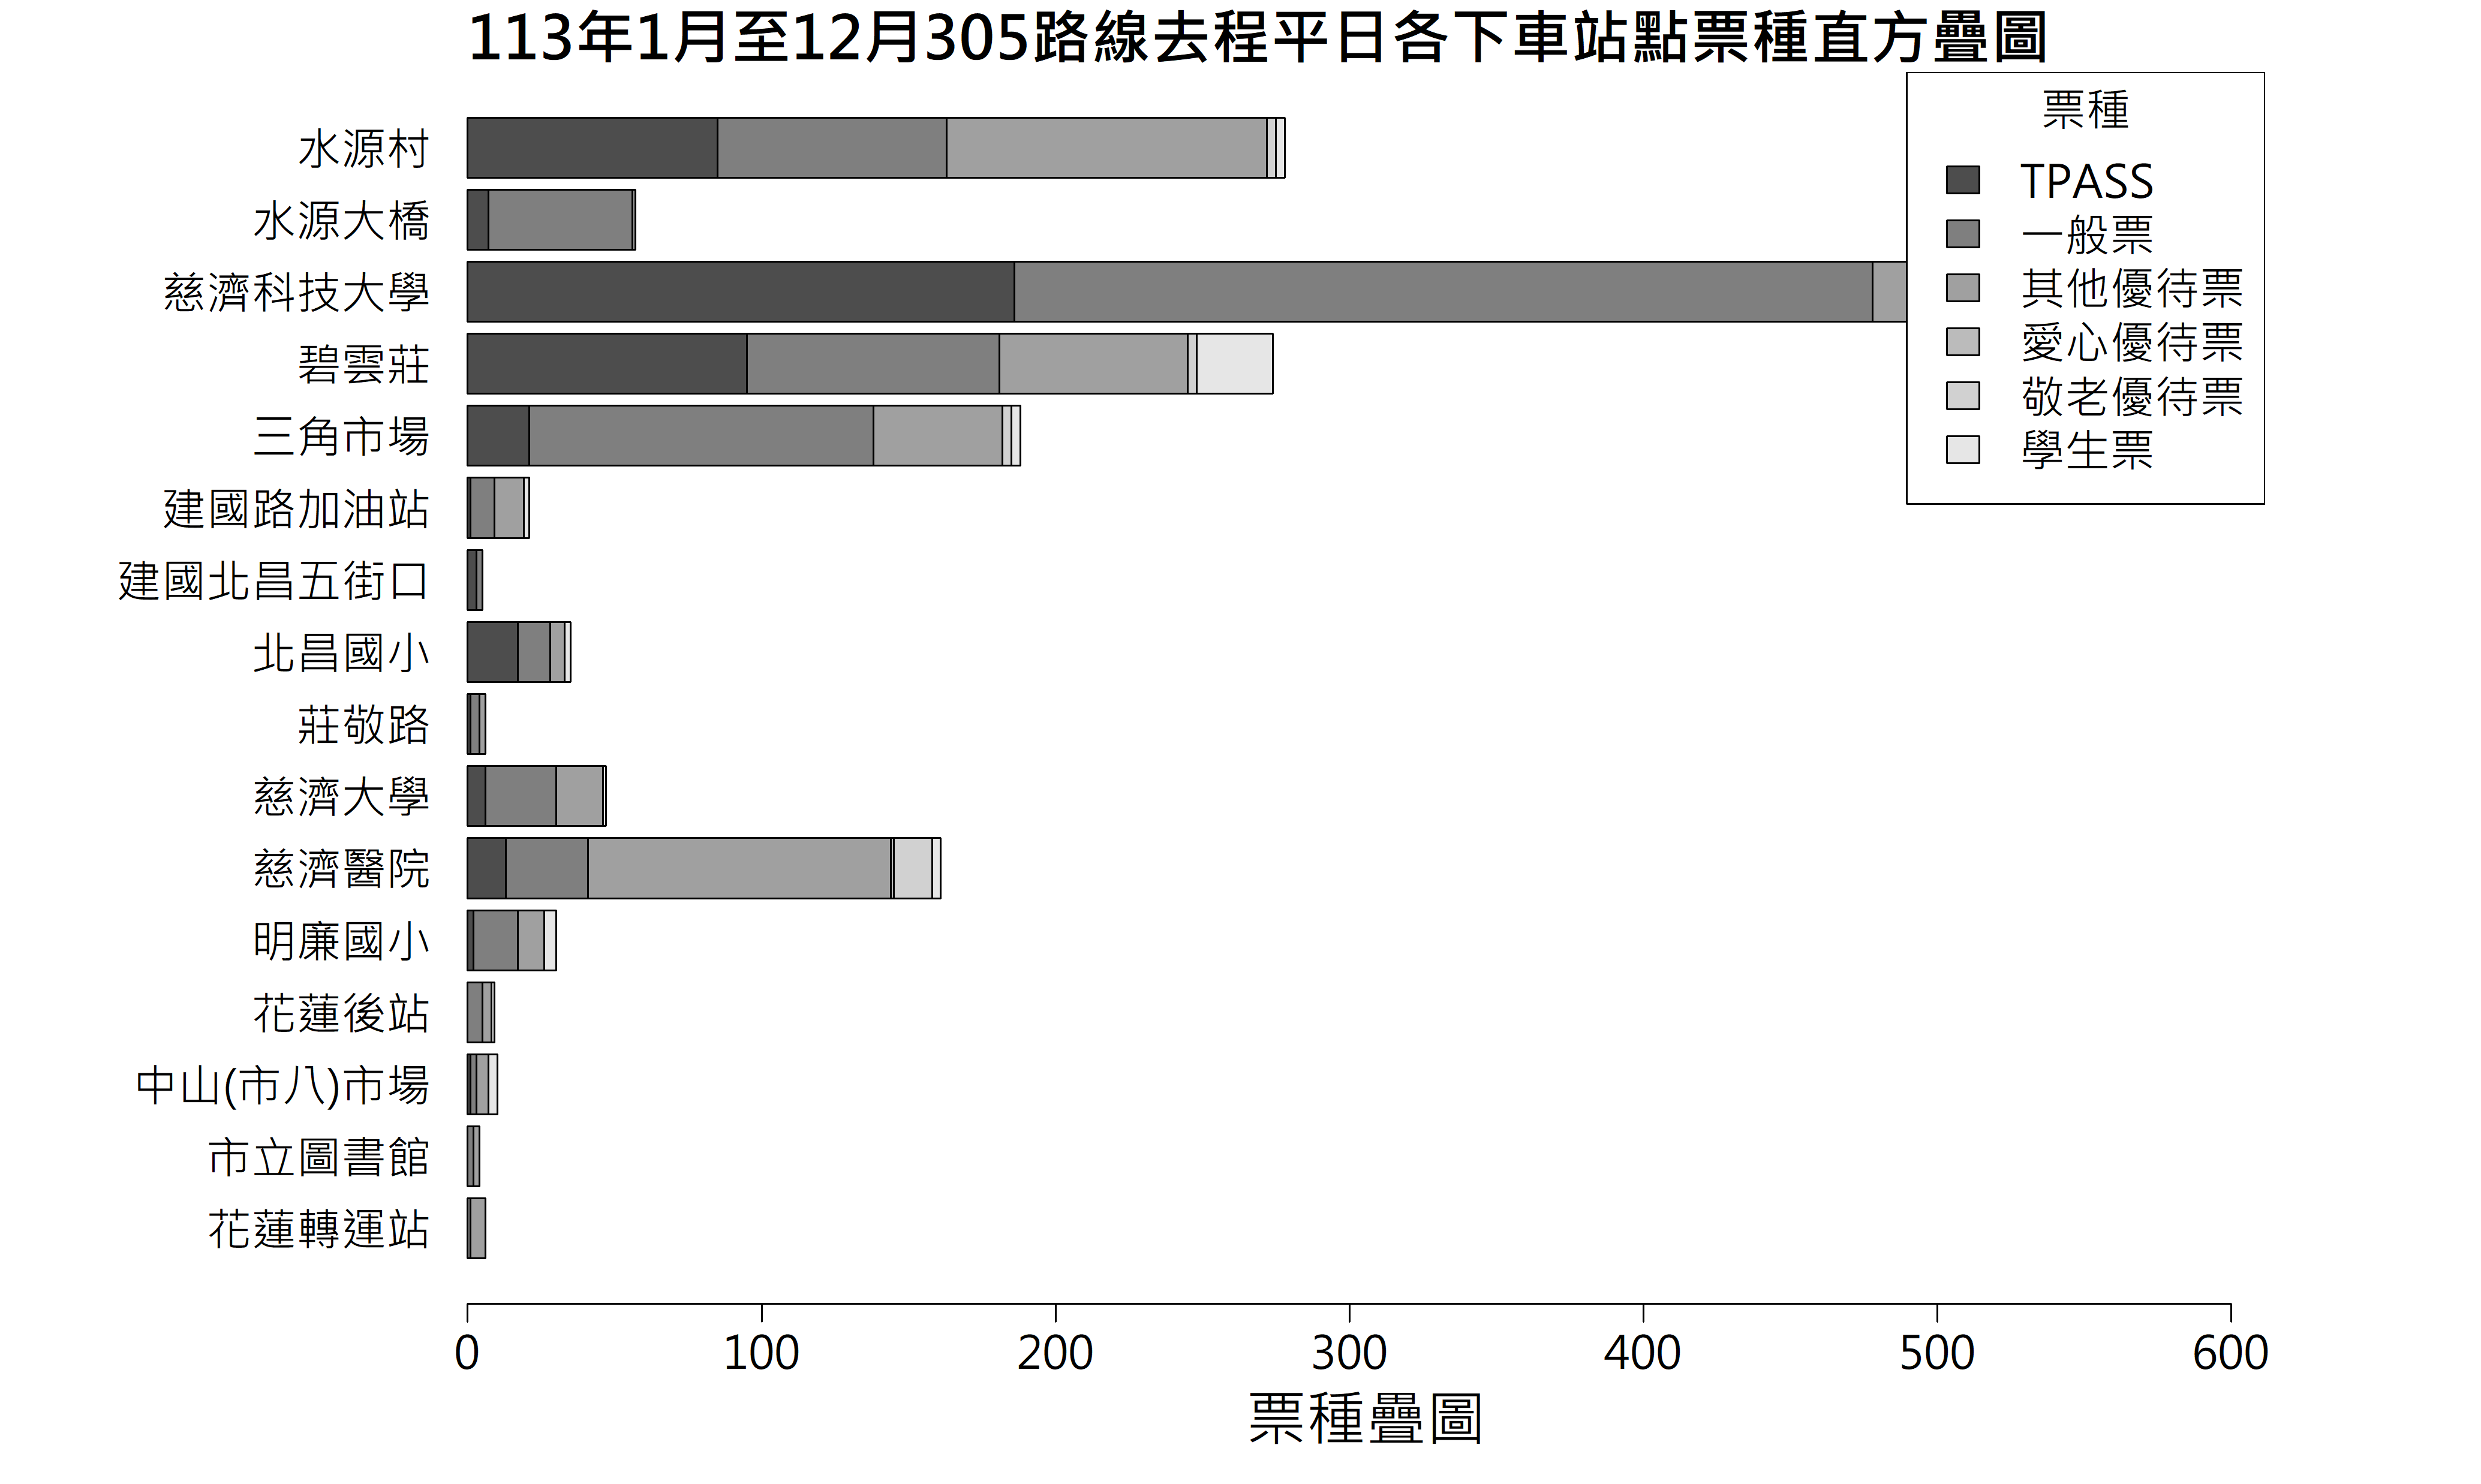 113年1月至12月305路線去程平日各下車站點票種直方疊圖
票種
TPASS
一般票
其他優待票
愛心優待票
敬老優待票
學生票
水源村
水源大橋
慈濟科技大學
碧雲莊
三角市場
建國路加油站
建國北昌五街口
北昌國小
莊敬路
慈濟大學
慈濟醫院
明廉國小
花蓮後站
中山(市八)市場
市立圖書館
花蓮轉運站
0 100 200 300 400 500 600
票種疊圖